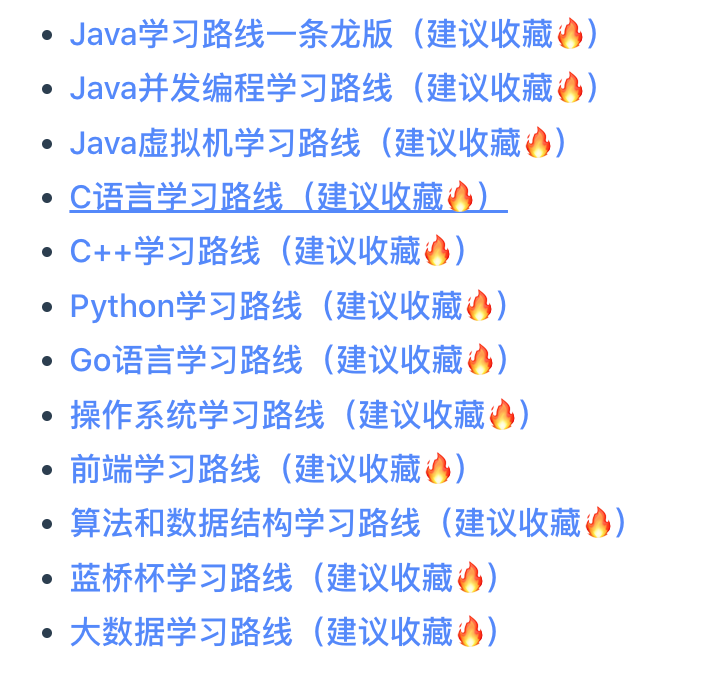 Java学习路线一条龙版（建议收藏🔥）
Java并发编程学习路线（建议收藏🔥）
Java虚拟机学习路线（建议收藏🔥）
C语言学习路线（建议收藏🔥）
C++学习路线（建议收藏🔥）
Python学习路线（建议收藏🔥）
Go语言学习路线（建议收藏🔥）
操作系统学习路线（建议收藏🔥）
前端学习路线（建议收藏🔥）
算法和数据结构学习路线（建议收藏🔥）
蓝桥杯学习路线（建议收藏🔥）
大数据学习路线（建议收藏🔥）